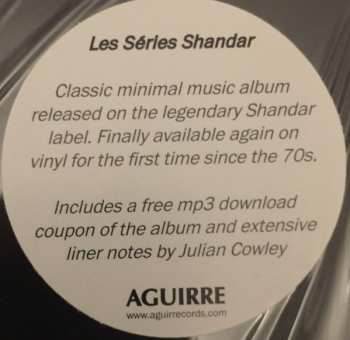 Les Séries Shandar
Classic minimal music album
released on the legendary Shandar
label. Finally available again on
vinyl for the first time since the 70s.
Includes a free mp3 download
coupon of the album and extensive
liner notes by Julian Cowley
AGUIRRE
www.aguirrecords.com